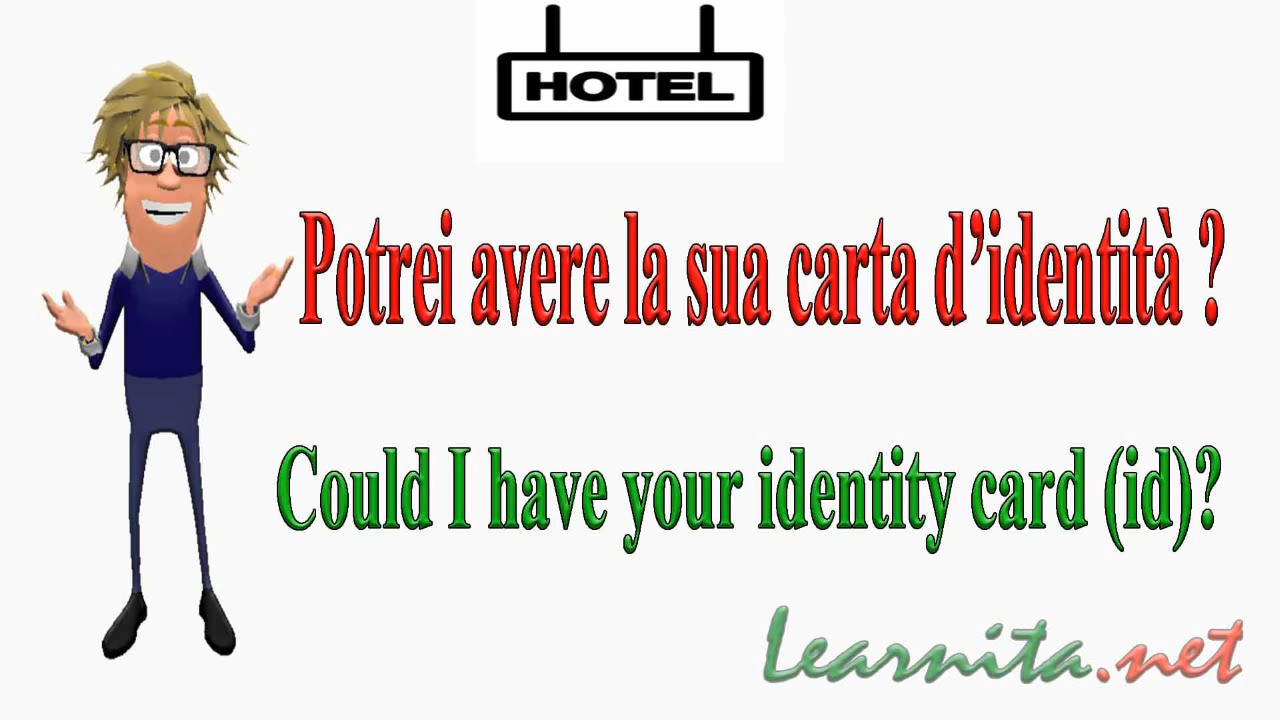 HOTEL
Potrei avere la sua carta d’identità ?
Could I have your identity card (id)?
Learnita.net